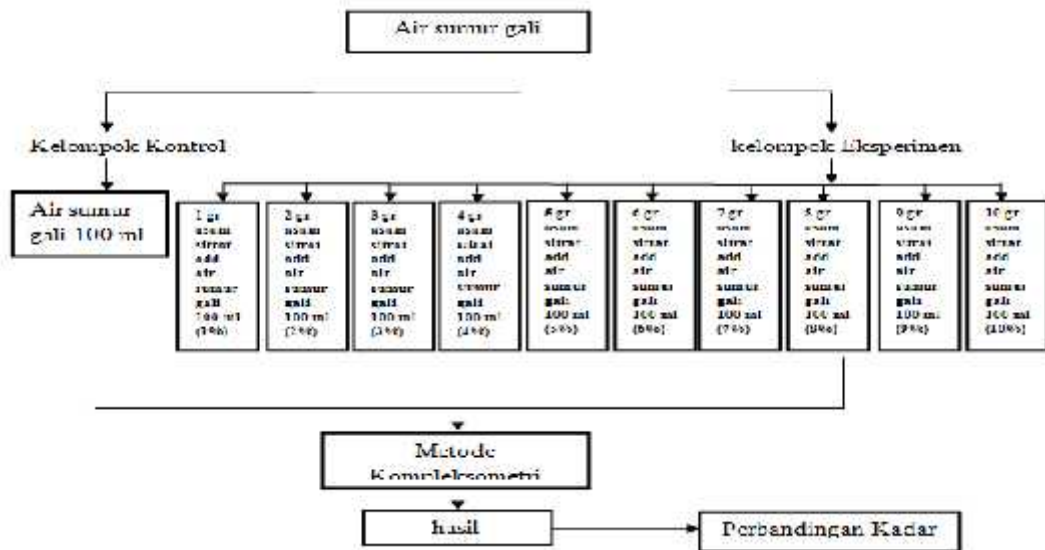 Air sumur gali
Kelompok Kontrol
kelompok Eksperimen
Air sumur
gali 100 ml
1 gr
asam
sitrat
add
air
sumur
gali
100 ml
(1%)
2 gr
asam
sitrat
add
air
sumur
gali
100 ml
(2%)
3 gr
asam
sitrat
add
air
sumur
gali
100 ml
(3%)
4 gr
asam
sitrat
add
air
sumur
gali
100 ml
(4%)
5 gr
asam
sitrat
add
air
sumur
gali
100 ml
(5%)
6 gr
asam
sitrat
add
air
sumur
gali
100 ml
(6%)
7 gr
asam
sitrat
add
air
sumur
gali
100 ml
(7%)
8 gr
asam
sitrat
add
air
sumur
gali
100 ml
(8%)
9 gr
asam
sitrat
add
air
sumur
gali
100 ml
(9%)
10 gr
asam
sitrat
add
air
sumur
gali
100 ml
(10%)
Metode
Kompleksometri
hasil
Perbandingan Kadar